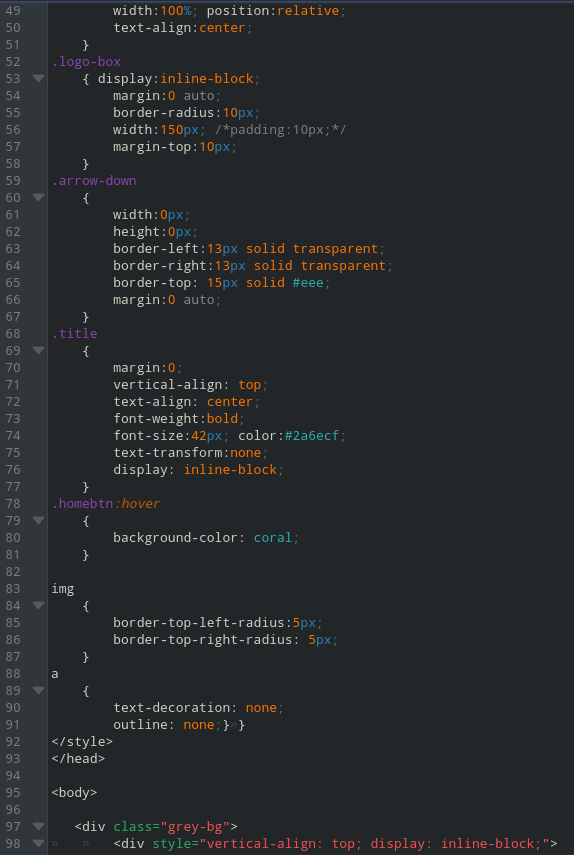 49 width:100%; position:relative;
50 text-align:center;
51 }
52 .logo-box
53 { display:inline-block;
54 margin:0 auto;
55 border-radius:10px;
56 width:150px; /*padding:10px;*/
57 margin-top:10px;
58 }
59 .arrow-down
60 {
61 width:0px;
62 height:0px;
63 border-left:13px solid transparent;
64 border-right:13px solid transparent;
65 border-top: 15px solid #eee;
66 margin:0 auto;
67 }
68 .title
69 {
70 margin:0;
71 vertical-align: top;
72 text-align: center;
73 font-weight:bold;
74 font-size:42px; color:#2a6ecf;
75 text-transform:none;
76 display: inline-block;
77 }
78 .homebtn:hover
79 {
80 background-color: coral;
81 }
82
83 img
84 {
85 border-top-left-radius:5px;
86 border-top-right-radius: 5px;
87 }
88 a
89 {
90 text-decoration: none;
91 outline: none;}»}
92 </style>
93 </head>
94
95 <body>
96
97 <div class="grey-bg">
98 » » <div style="vertical-align: top; display: inline-block;">